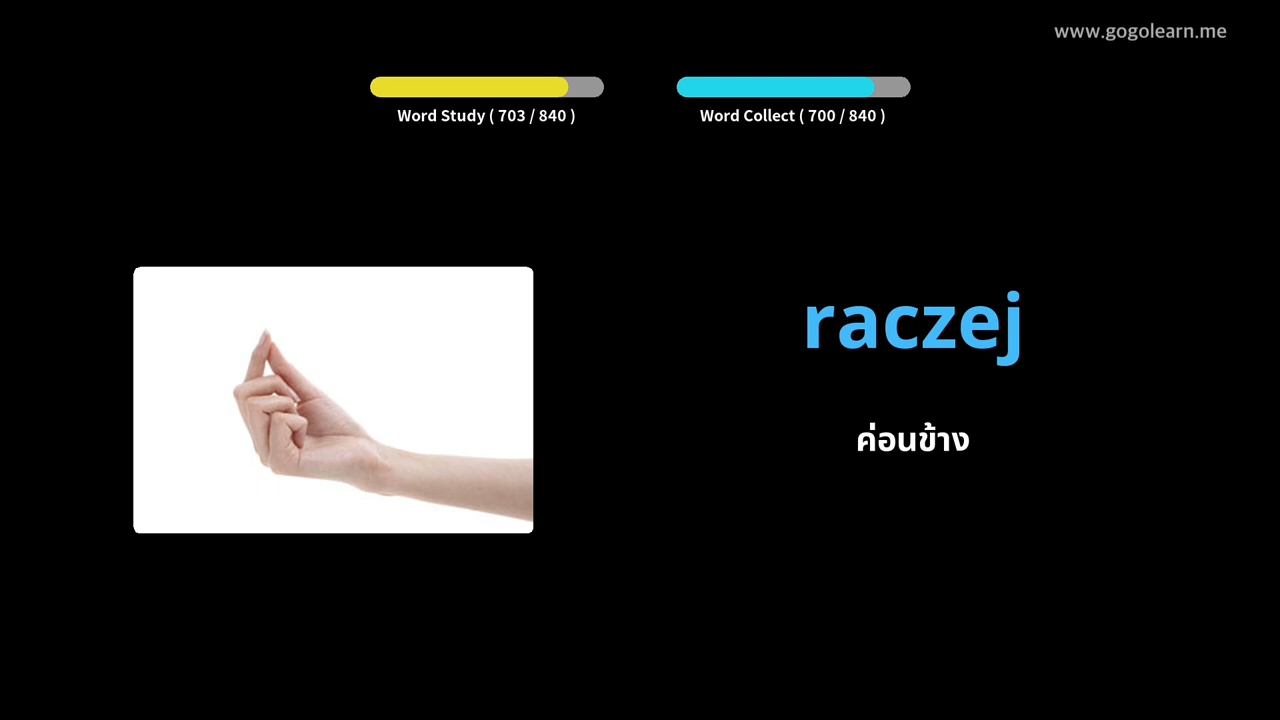 www.gogolearn.me
Word Study ( 703 / 840 )
Word Collect ( 700 / 840 )
raczej
ค่อนข้าง